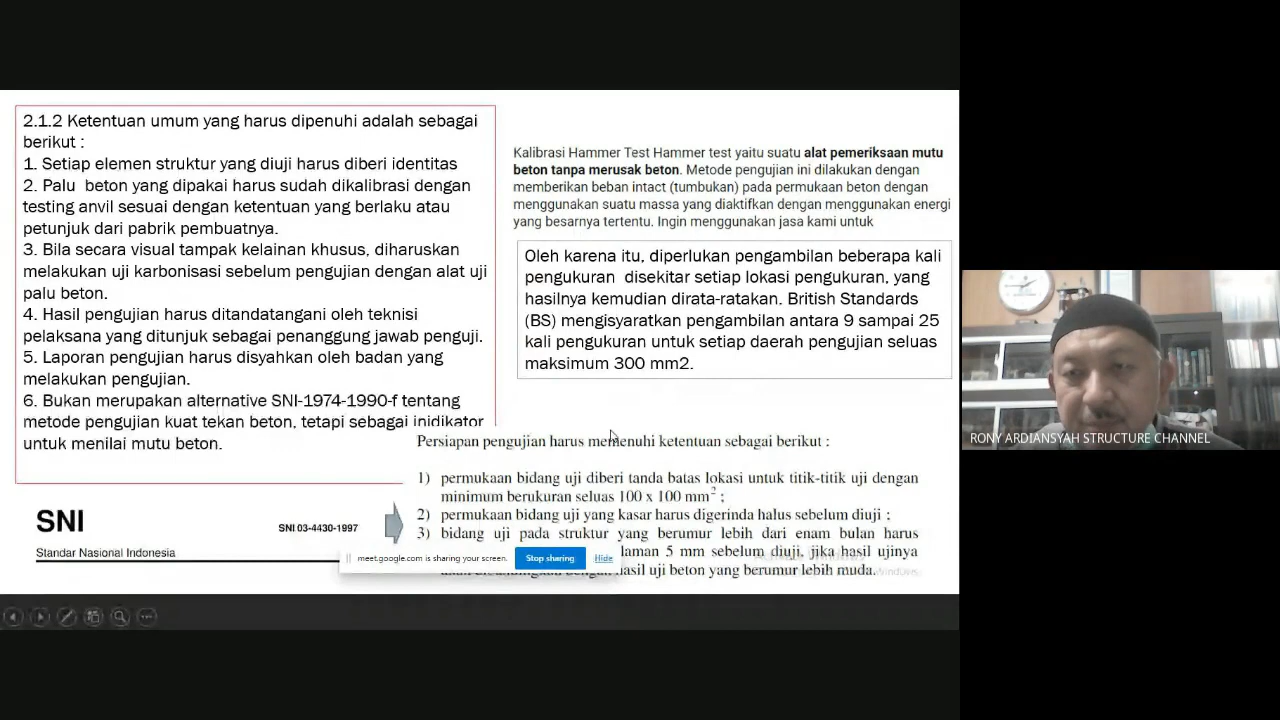 2.1.2 Ketentuan umum yang harus dipenuhi adalah sebagai
berikut :
1. Setiap elemen struktur yang diuji harus diberi identitas
2. Palu beton yang dipakai harus sudah dikalibrasi dengan
testing anvil sesuai dengan ketentuan yang berlaku atau
petunjuk dari pabrik pembuatnya.
3. Bila secara visual tampak kelainan khusus, diharuskan
melakukan uji karbonisasi sebelum pengujian dengan alat uji
palu beton.
4. Hasil pengujian harus ditandatangani oleh teknisi
pelaksana yang ditunjuk sebagai penanggung jawab penguji.
5. Laporan pengujian harus disyahkan oleh badan yang
melakukan pengujian.
6. Bukan merupakan alternative SNI-1974-1990-f tentang
metode pengujian kuat tekan beton, tetapi sebagai inidikator
untuk menilai mutu beton.
SNI
SNI 03-4430-1997
Standar Nasional Indonesia
Kalibrasi Hammer Test Hammer test yaitu suatu alat pemeriksaan mutu
beton tanpa merusak beton. Metode pengujian ini dilakukan dengan
memberikan beban intact (tumbukan) pada permukaan beton dengan
menggunakan suatu massa yang diaktifkan dengan menggunakan energi
yang besarnya tertentu. Ingin menggunakan jasa kami untuk
Oleh karena itu, diperlukan pengambilan beberapa kali
pengukuran disekitar setiap lokasi pengukuran, yang
hasilnya kemudian dirata-ratakan. British Standards
(BS) mengisyaratkan pengambilan antara 9 sampai 25
kali pengukuran untuk setiap daerah pengujian seluas
maksimum 300 mm2.
Persiapan pengujian harus memenuhi ketentuan sebagai berikut :
1) permukaan bidang uji diberi tanda batas lokasi untuk titik-titik uji dengan
minimum berukuran seluas 100 x 100 mm² ;
2) permukaan bidang uji yang kasar harus digerinda halus sebelum diuji ;
3) bidang uji pada struktur yang berumur lebih dari enam bulan harus
laman 5 mm sebelum diuji, jika hasil ujinya
hasil uji beton yang berumur lebih muda.
meet.google.com is sharing your screen.
Stop sharing
Hide
RONY ARDIANSYAH STRUCTURE CHANNEL